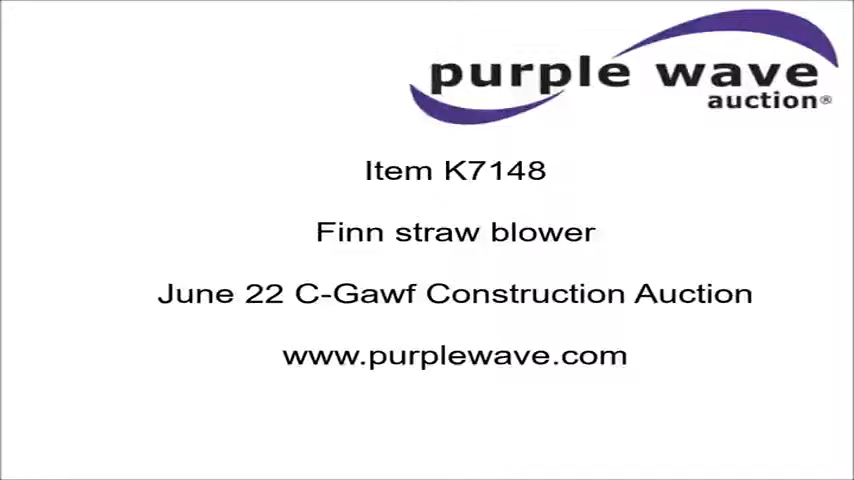 purple wave
auction®
Item K7148
Finn straw blower
June 22 C-Gawf Construction Auction
www.purplewave.com